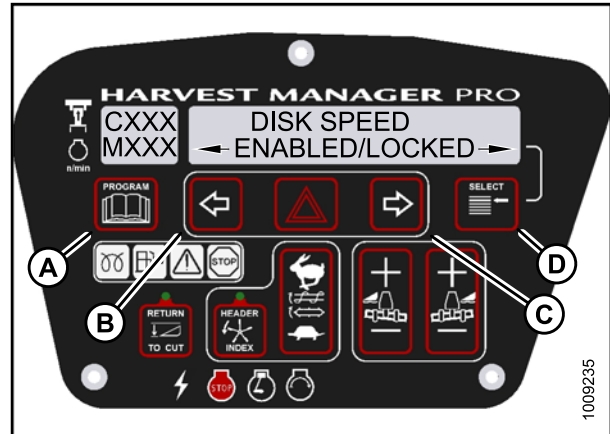 HARVEST MANAGER PRO
CXXX
MXXX
DISK SPEED
ENABLED/LOCKED
n/min
PROGRAM
SELECT
A
B
C
D
STOP
RETURN
TO CUT
HEADER
INDEX
STOP
1009235